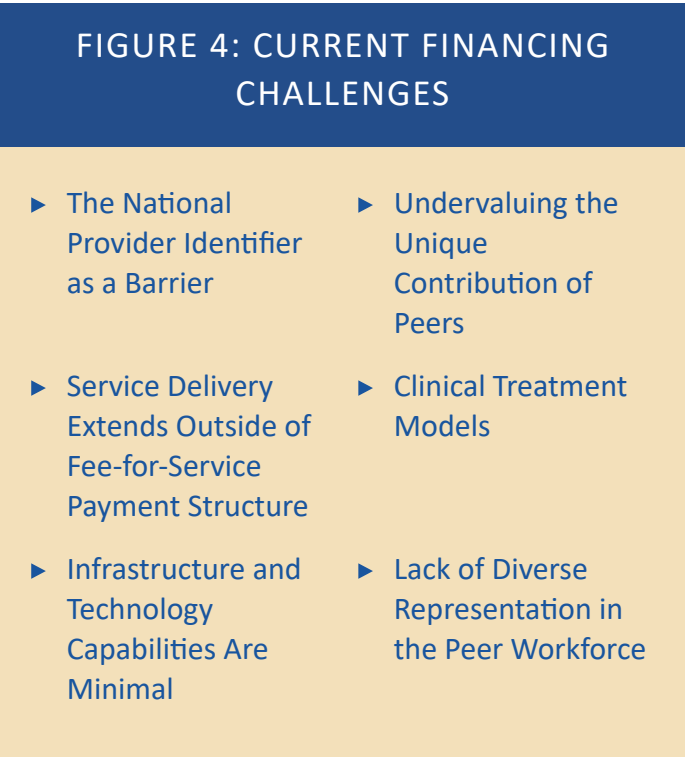 FIGURE 4: CURRENT FINANCING
CHALLENGES
► The National
Provider Identifier
as a Barrier
► Undervaluing the
Unique
Contribution of
Peers
► Service Delivery
Extends Outside of
Fee-for-Service
Payment Structure
► Clinical Treatment
Models
► Infrastructure and
Technology
Capabilities Are
Minimal
► Lack of Diverse
Representation in
the Peer Workforce